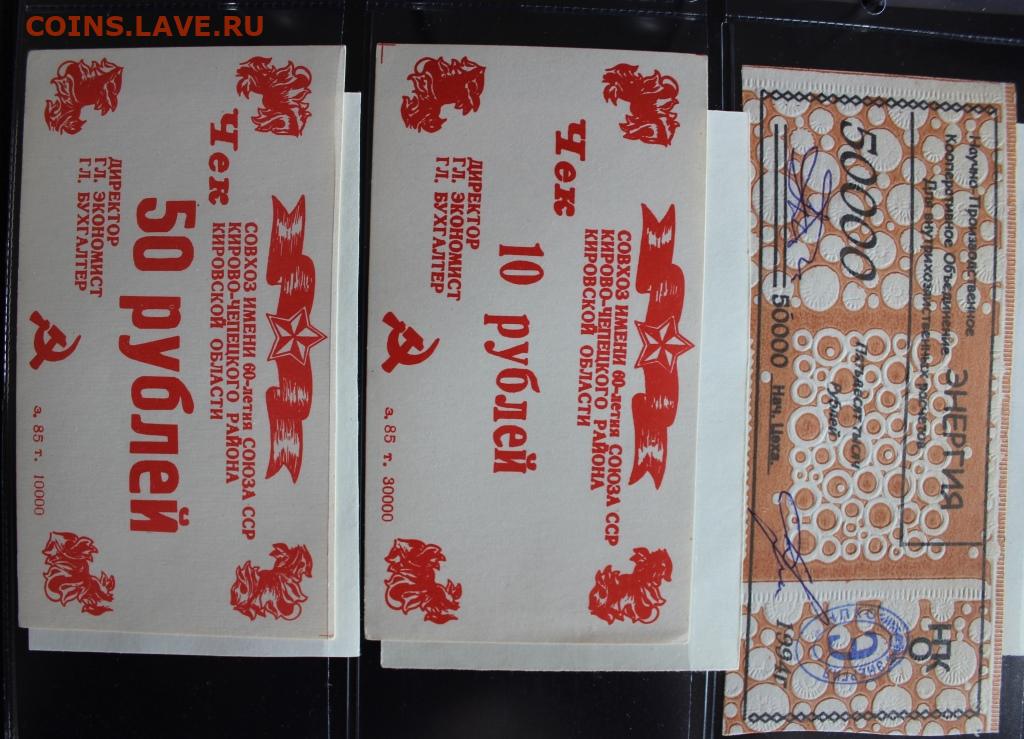 COINS.LAVE.RU
Чек
СОВХОЗ ИМЕНИ 60-летия СОЮЗА ССР
КИРОВО-ЧЕПЕЦКОГО РАЙОНА
КИРОВСКОЙ ОБЛАСТИ
50 рублей
ДИРЕКТОР
ГЛ. ЭКОНОМИСТ
ГЛ. БУХГАЛТЕР
з. 85 т. 10000
Чек
СОВХОЗ ИМЕНИ 60-летия СОЮЗА ССР
КИРОВО-ЧЕПЕЦКОГО РАЙОНА
КИРОВСКОЙ ОБЛАСТИ
10 рублей
ДИРЕКТОР
ГЛ. ЭКОНОМИСТ
ГЛ. БУХГАЛТЕР
з. 85 т. 30000
Научно-Производственное
Кооперативное Объединение ЭНЕРГИЯ
Для внутрихозяйственных расчетов
НПК
О
50000
Пятьдесят тысяч
рублей
50000 Нач. Цеха.
1994г
Э
ЭНЕРГИЯ